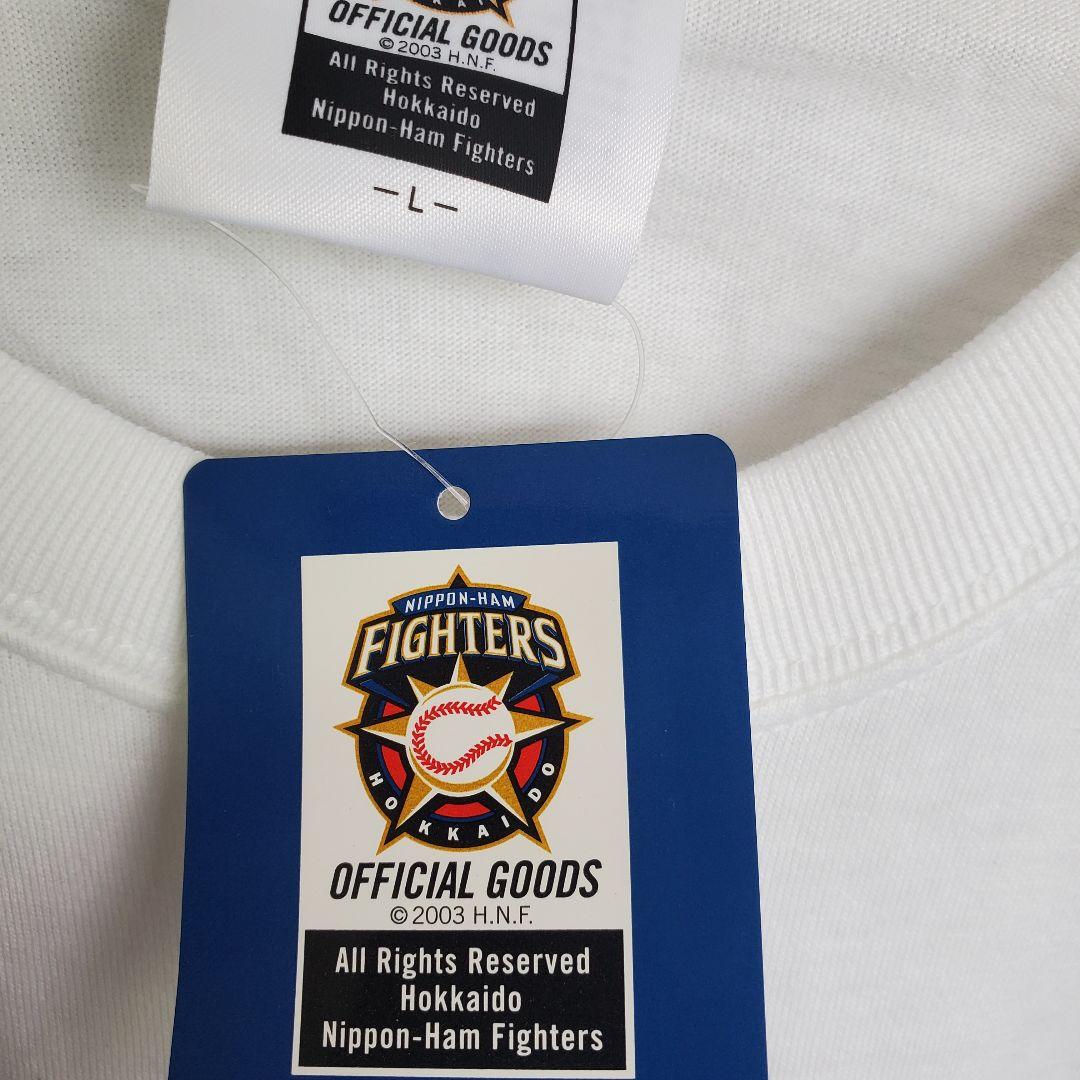 OFFICIAL GOODS
© 2003 H.N.F.
All Rights Reserved
Hokkaido
Nippon-Ham Fighters
-L-
NIPPON-HAM
FIGHTERS
HOKKAIDO
OFFICIAL GOODS
© 2003 H.N.F.
All Rights Reserved
Hokkaido
Nippon-Ham Fighters